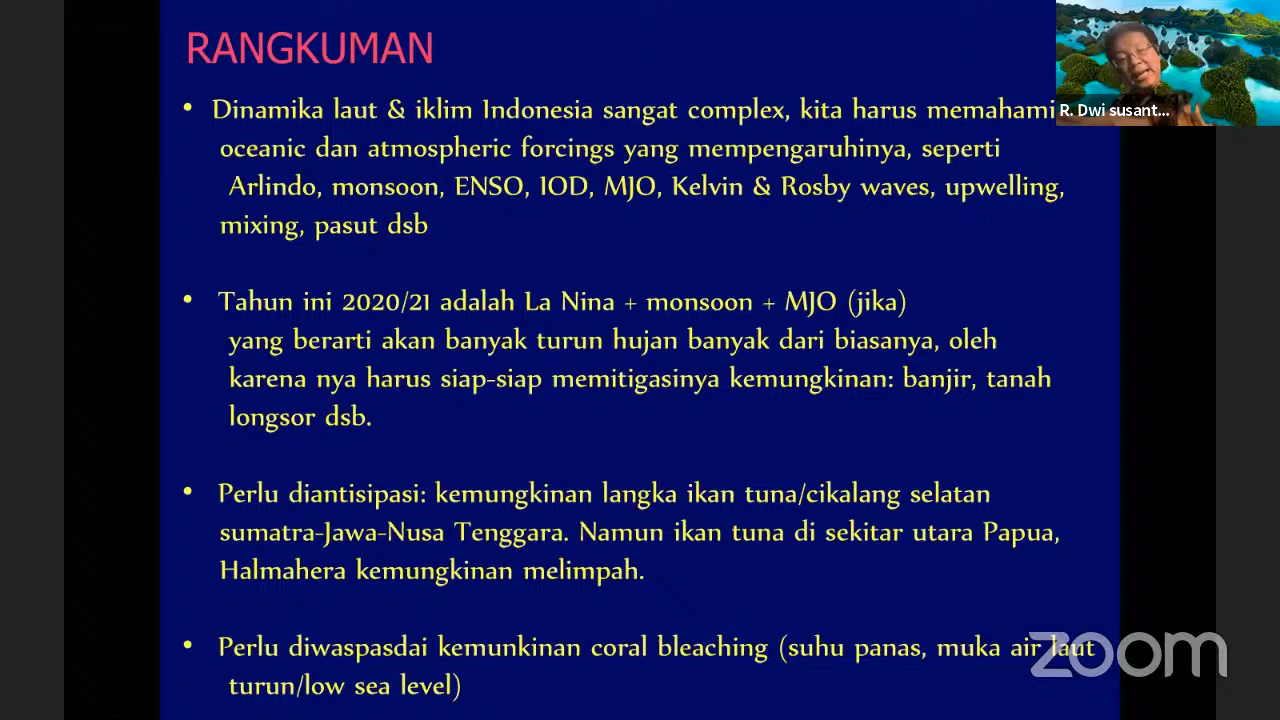 RANGKUMAN
• Dinamika laut & iklim Indonesia sangat complex, kita harus memahami
oceanic dan atmospheric forcings yang mempengaruhinya, seperti
Arlindo, monsoon, ENSO, IOD, MJO, Kelvin & Rosby waves, upwelling,
mixing, pasut dsb
• Tahun ini 2020/21 adalah La Nina + monsoon + MJO (jika)
yang berarti akan banyak turun hujan banyak dari biasanya, oleh
karena nya harus siap-siap memitigasinya kemungkinan: banjir, tanah
longsor dsb.
• Perlu diantisipasi: kemungkinan langka ikan tuna/cikalang selatan
sumatra-Jawa-Nusa Tenggara. Namun ikan tuna di sekitar utara Papua,
Halmahera kemungkinan melimpah.
• Perlu diwaspasdai kemunkinan coral bleaching (suhu panas, muka air laut
turun/low sea level)
R. Dwi susant...
zoom